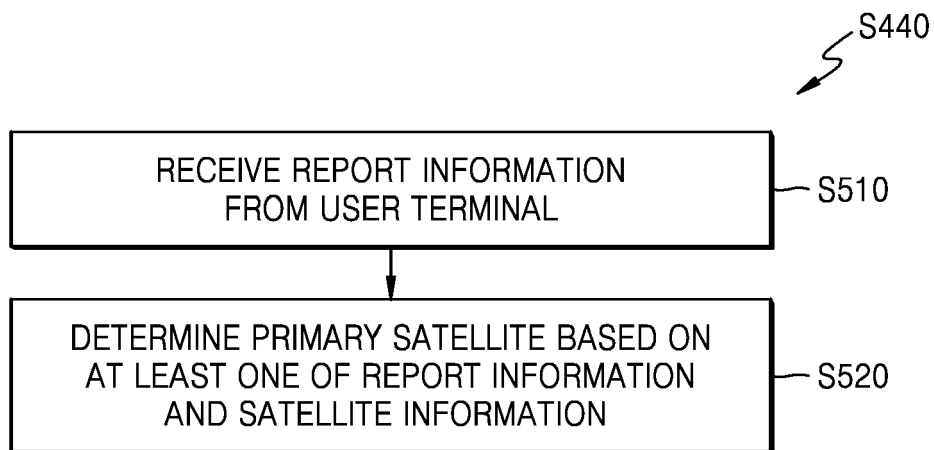 S440
RECEIVE REPORT INFORMATION
FROM USER TERMINAL
S510
DETERMINE PRIMARY SATELLITE BASED ON
AT LEAST ONE OF REPORT INFORMATION
AND SATELLITE INFORMATION
S520